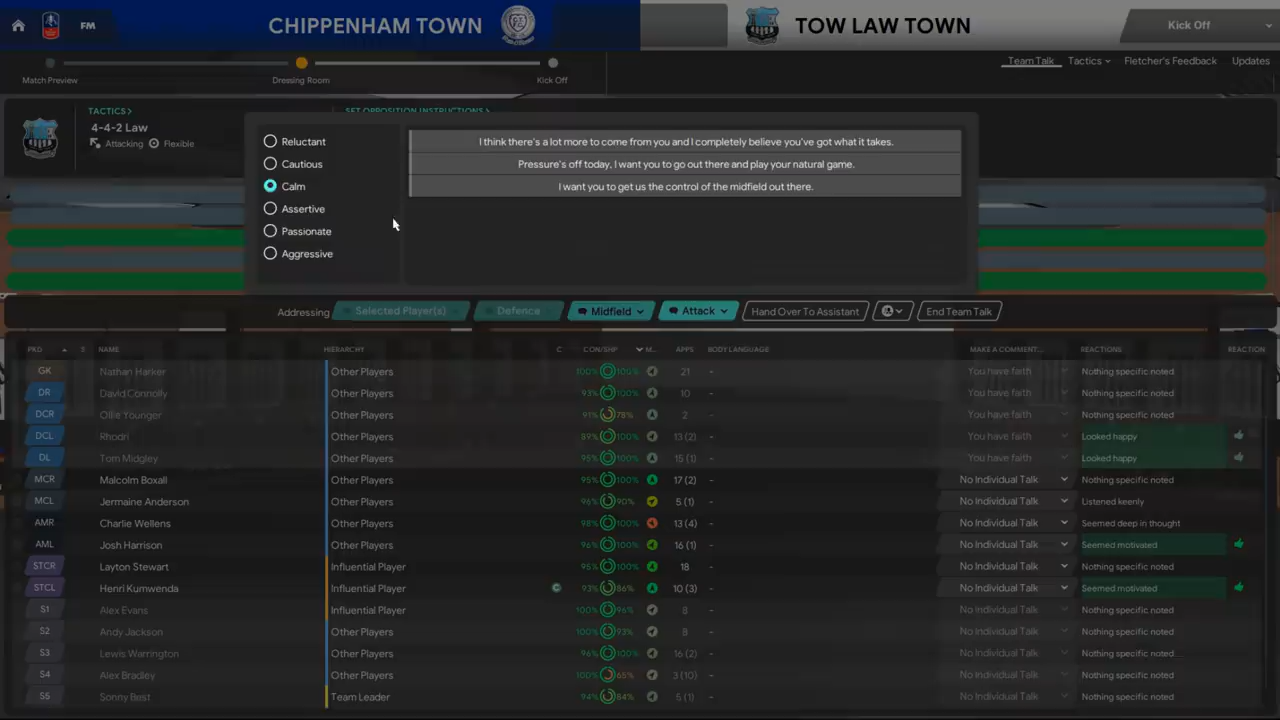 FM
CHIPPENHAM TOWN
TOW LAW TOWN
Kick Off
Match Preview
Dressing Room
Kick Off
Team Talk
Tactics
Fletcher's Feedback
Updates
TACTICS >
SET OPPOSITION INSTRUCTIONS >
4-4-2 Law
Attacking Flexible
Reluctant
Cautious
Calm
Assertive
Passionate
Aggressive
I think there's a lot more to come from you and I completely believe you've got what it takes.
Pressure's off today, I want you to go out there and play your natural game.
I want you to get us the control of the midfield out there.
Addressing Selected Player(s) Defence Midfield Attack Hand Over To Assistant End Team Talk
PKD S NAME HIERARCHY C CON/SHP M... APPS BODY LANGUAGE MAKE A COMMENT... REACTIONS REACTION
GK Nathan Harker Other Players 100% 100% 21 - You have faith Nothing specific noted
DR David Connolly Other Players 93% 100% 10 - You have faith Nothing specific noted
DCR Ollie Younger Other Players 91% 78% 2 - You have faith Nothing specific noted
DCL Rhodri Other Players 89% 100% 13 (2) - You have faith Looked happy
DL Tom Midgley Other Players 95% 100% 15 (1) - You have faith Looked happy
MCR Malcolm Boxall Other Players 95% 100% 17 (2) - No Individual Talk Nothing specific noted
MCL Jermaine Anderson Other Players 96% 90% 5 (1) - No Individual Talk Listened keenly
AMR Charlie Wellens Other Players 98% 100% 13 (4) - No Individual Talk Seemed deep in thought
AML Josh Harrison Other Players 96% 100% 16 (1) - No Individual Talk Seemed motivated
STCR Layton Stewart Influential Player 95% 100% 18 - No Individual Talk Nothing specific noted
STCL Henri Kumwenda Influential Player C 93% 86% 10 (3) - No Individual Talk Seemed motivated
S1 Alex Evans Influential Player 100% 96% 8 - No Individual Talk Nothing specific noted
S2 Andy Jackson Other Players 100% 93% 8 - No Individual Talk Nothing specific noted
S3 Lewis Warrington Other Players 96% 100% 16 (2) - No Individual Talk Nothing specific noted
S4 Alex Bradley Other Players 100% 65% 3 (10) - No Individual Talk Nothing specific noted
S5 Sonny Best Team Leader 94% 84% 5 (1) - No Individual Talk Nothing specific noted